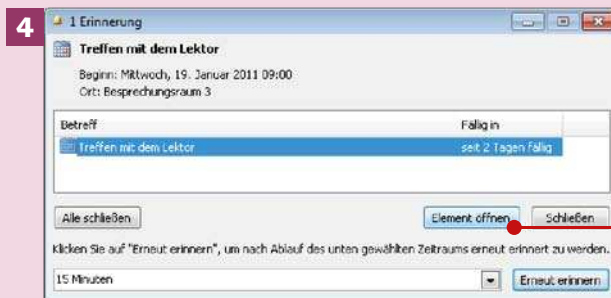 4
1 Erinnerung
Treffen mit dem Lektor
Beginn: Mittwoch, 19. Januar 2011 09:00
Ort: Besprechungsraum 3
Betreff Fällig in
Treffen mit dem Lektor seit 2 Tagen fällig
Alle schließen Element öffnen Schließen
Klicken Sie auf "Erneut erinnern", um nach Ablauf des unten gewählten Zeitraums erneut erinnert zu werden.
15 Minuten Erneut erinnern